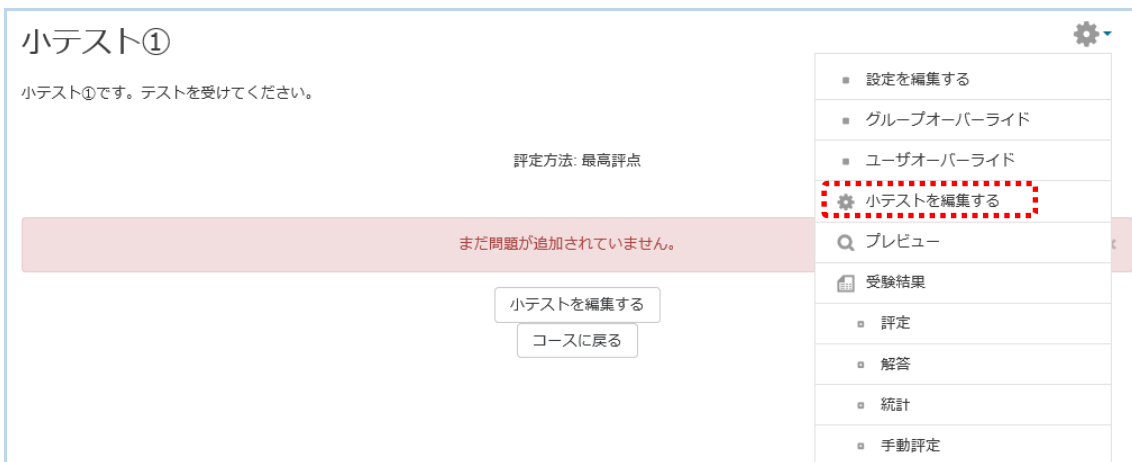 小テスト①
小テスト①です。テストを受けてください。
評定方法: 最高評点
まだ問題が追加されていません。
小テストを編集する
コースに戻る
設定を編集する
グループオーバーライド
ユーザオーバーライド
小テストを編集する
プレビュー
受験結果
評定
解答
統計
手動評定